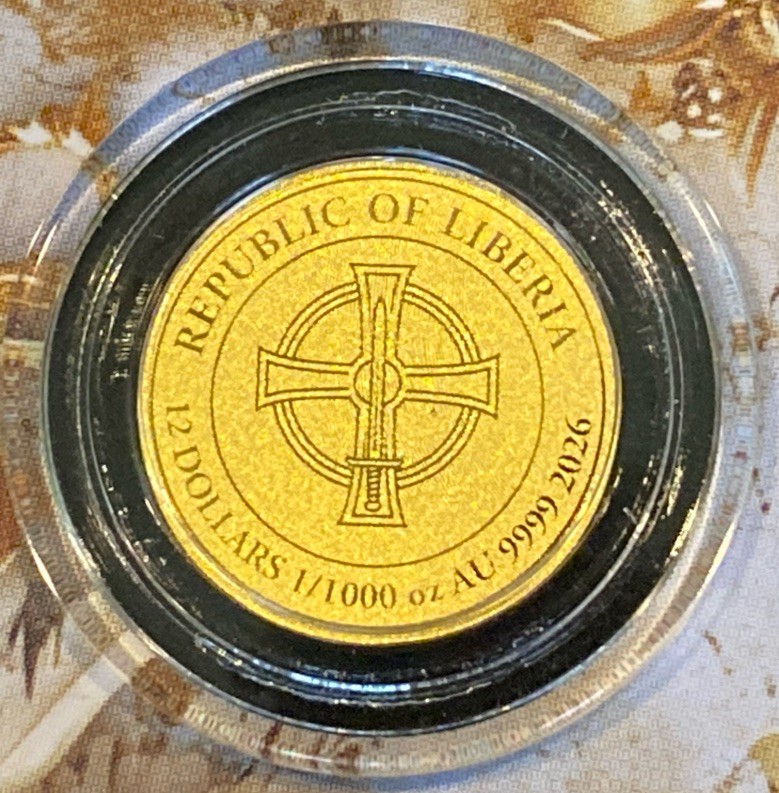 REPUBLIC OF LIBERIA
12 DOLLARS 1/1000 oz AU 9999 2026